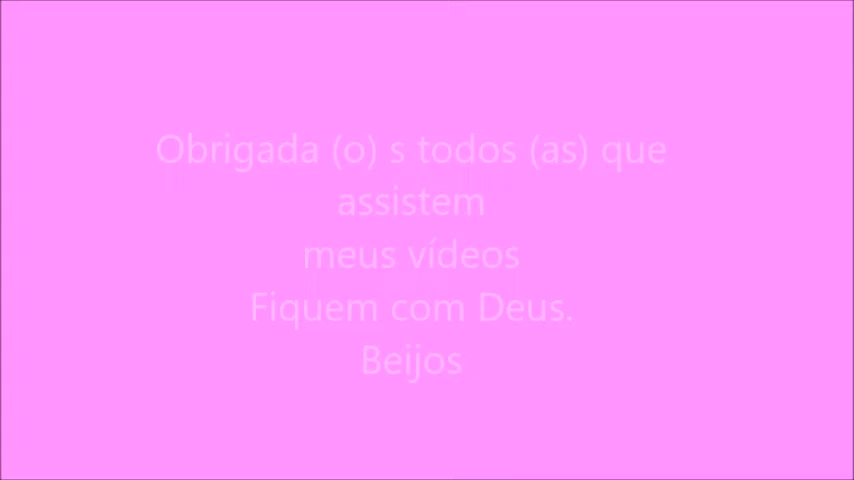 Obrigada (o) s todos (as) que
assistem
meus vídeos
Fiquem com Deus.
Beijos